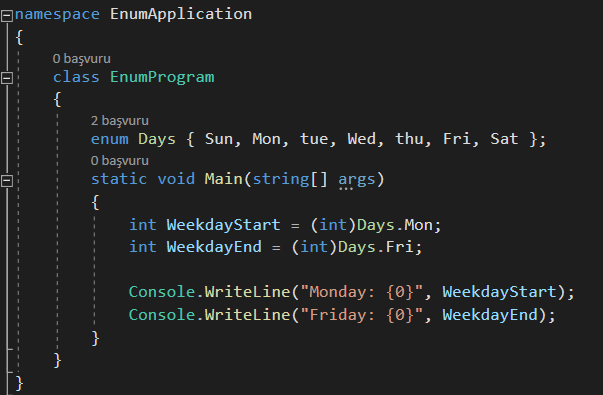 namespace EnumApplication
{
0 başvuru
class EnumProgram
{
2 başvuru
enum Days { Sun, Mon, tue, Wed, thu, Fri, Sat };
0 başvuru
static void Main(string[] args)
{
int WeekdayStart = (int)Days.Mon;
int WeekdayEnd = (int)Days.Fri;
Console.WriteLine("Monday: {0}", WeekdayStart);
Console.WriteLine("Friday: {0}", WeekdayEnd);
}
}
}